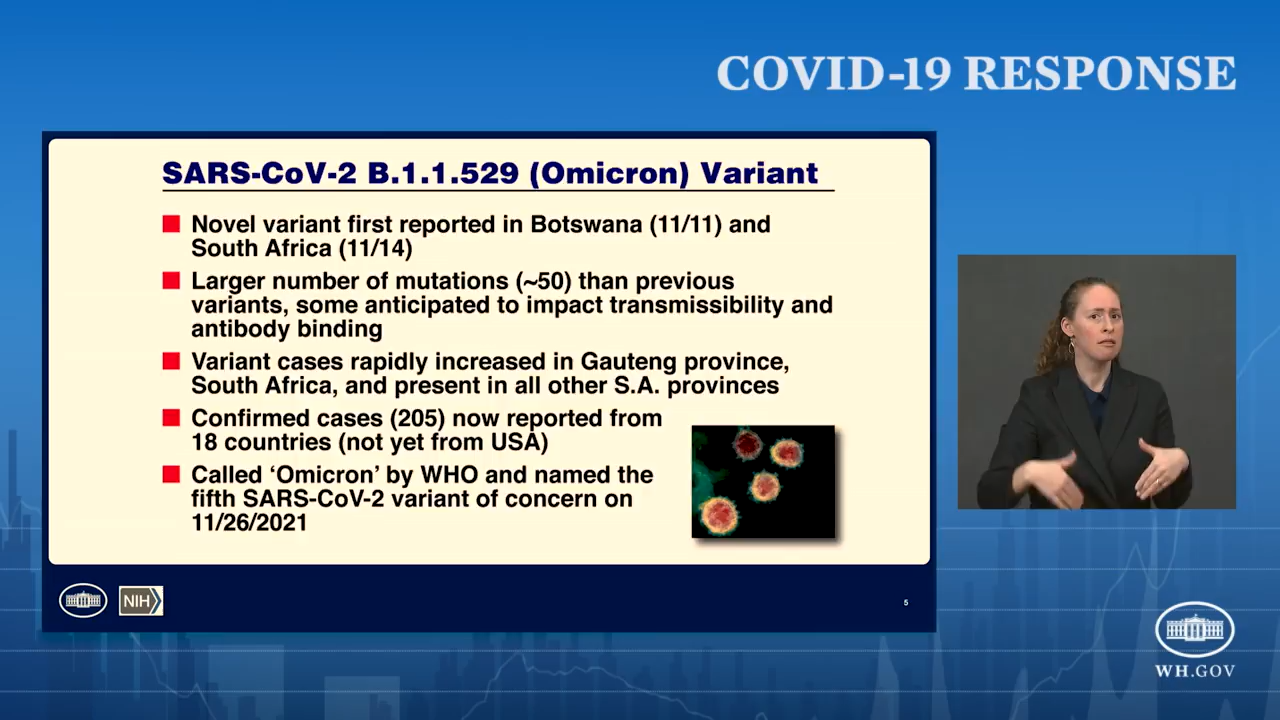 COVID-19 RESPONSE
SARS-CoV-2 B.1.1.529 (Omicron) Variant
Novel variant first reported in Botswana (11/11) and
South Africa (11/14)
Larger number of mutations (~50) than previous
variants, some anticipated to impact transmissibility and
antibody binding
Variant cases rapidly increased in Gauteng province,
South Africa, and present in all other S.A. provinces
Confirmed cases (205) now reported from
18 countries (not yet from USA)
Called ‘Omicron’ by WHO and named the
fifth SARS-CoV-2 variant of concern on
11/26/2021
NIH
5
WH.GOV